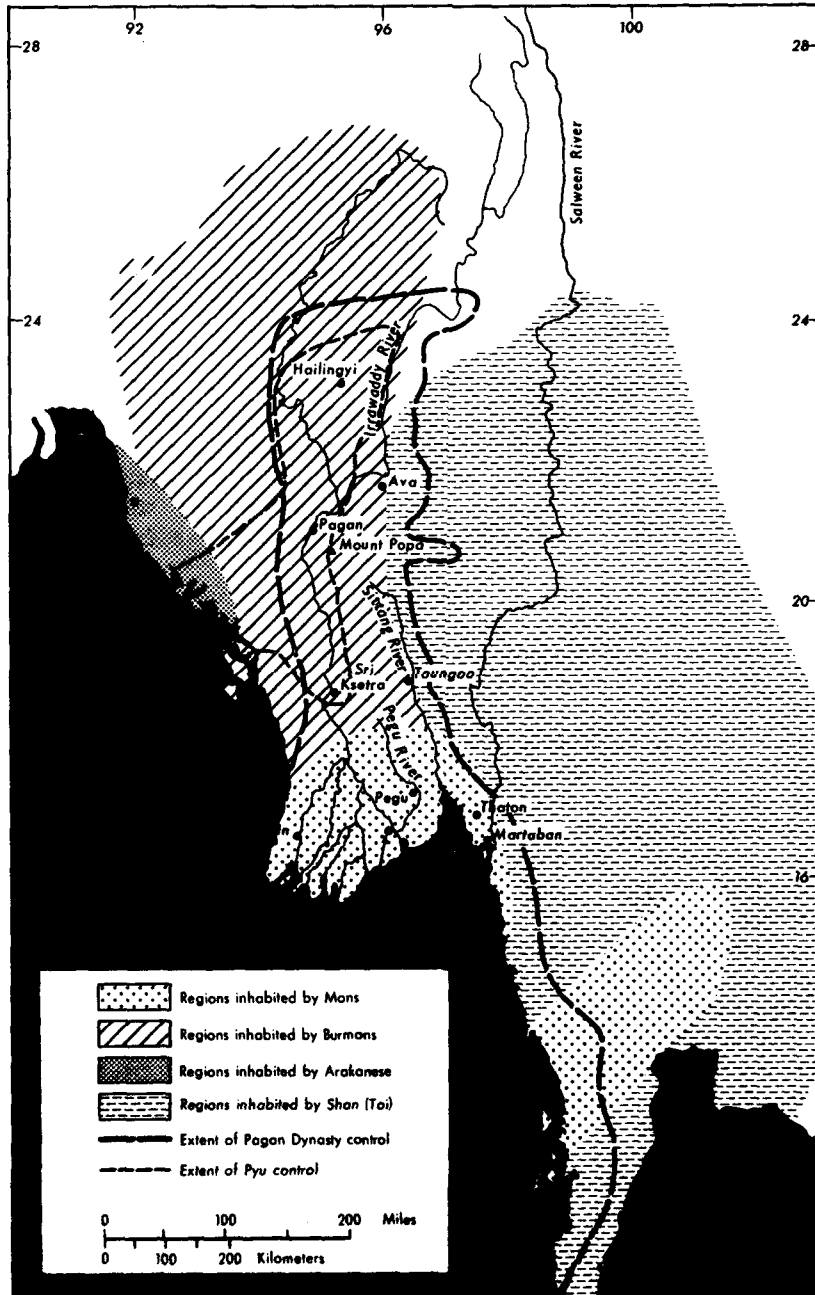 92 96 100
28 28
Salween River
24 24
Hailingyi
Irrawaddy River
Ava
Pagan
Mount Popa
20
Sittang River
Sri
Ksetra
Toungoo
Pegu River
Pegu
Thaton
Martaban
16
Regions inhabited by Mons
Regions inhabited by Burmans
Regions inhabited by Arakanese
Regions inhabited by Shan (Tai)
Extent of Pagan Dynasty control
Extent of Pyu control
0 100 200 Miles
0 100 200
Kilometers